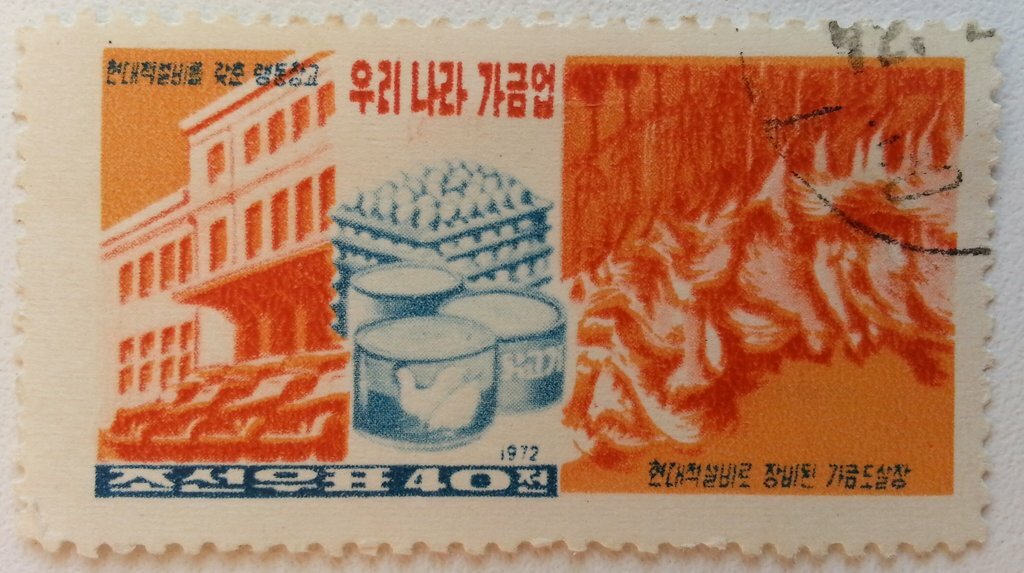 현대적설비를 갖춘 랭동창고
우리 나라 가금업
1972
조선우표 40전
현대적설비로 장비된 가금도살장